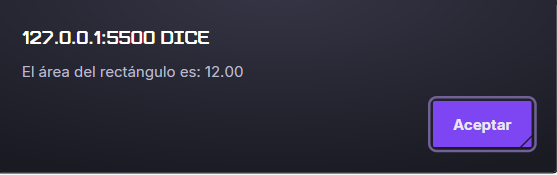 127.0.0.1:5500 DICE
El área del rectángulo es: 12.00
Aceptar